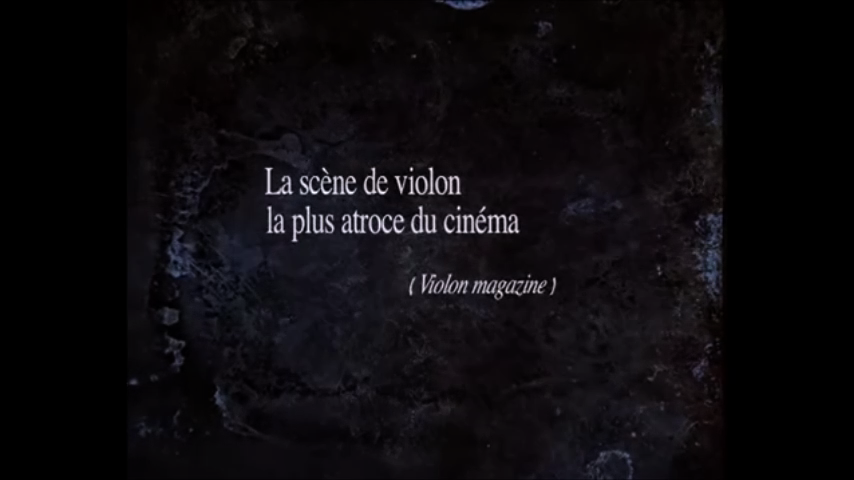 La scène de violon
la plus atroce du cinéma
( Violon magazine )